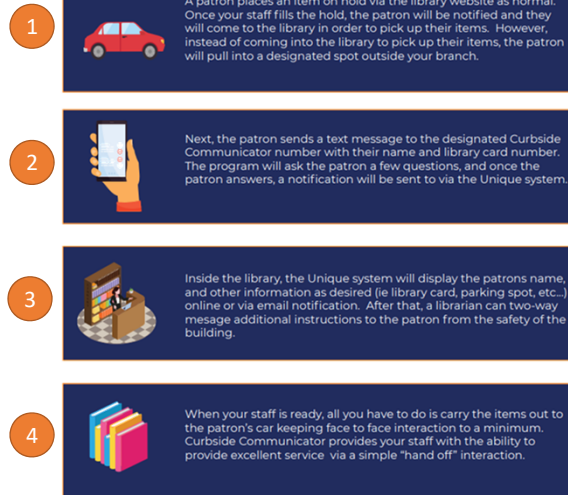 1
A patron places an item on hold via the library website as normal.
Once your staff fills the hold, the patron will be notified and they
will come to the library in order to pick up their items.  However,
instead of coming into the library to pick up their items, the patron
will pull into a designated spot outside your branch.
2
Next, the patron sends a text message to the designated Curbside
Communicator number with their name and library card number.
The program will ask the patron a few questions, and once the
patron answers, a notification will be sent to via the Unique system.
3
Inside the library, the Unique system will display the patrons name,
and other information as desired (ie library card, parking spot, etc...)
online or via email notification.  After that, a librarian can two-way
mesage additional instructions to the patron from the safety of the
building.
4
When your staff is ready, all you have to do is carry the items out to
the patron's car keeping face to face interaction to a minimum.
Curbside Communicator provides your staff with the ability to
provide excellent service  via a simple "hand off" interaction.